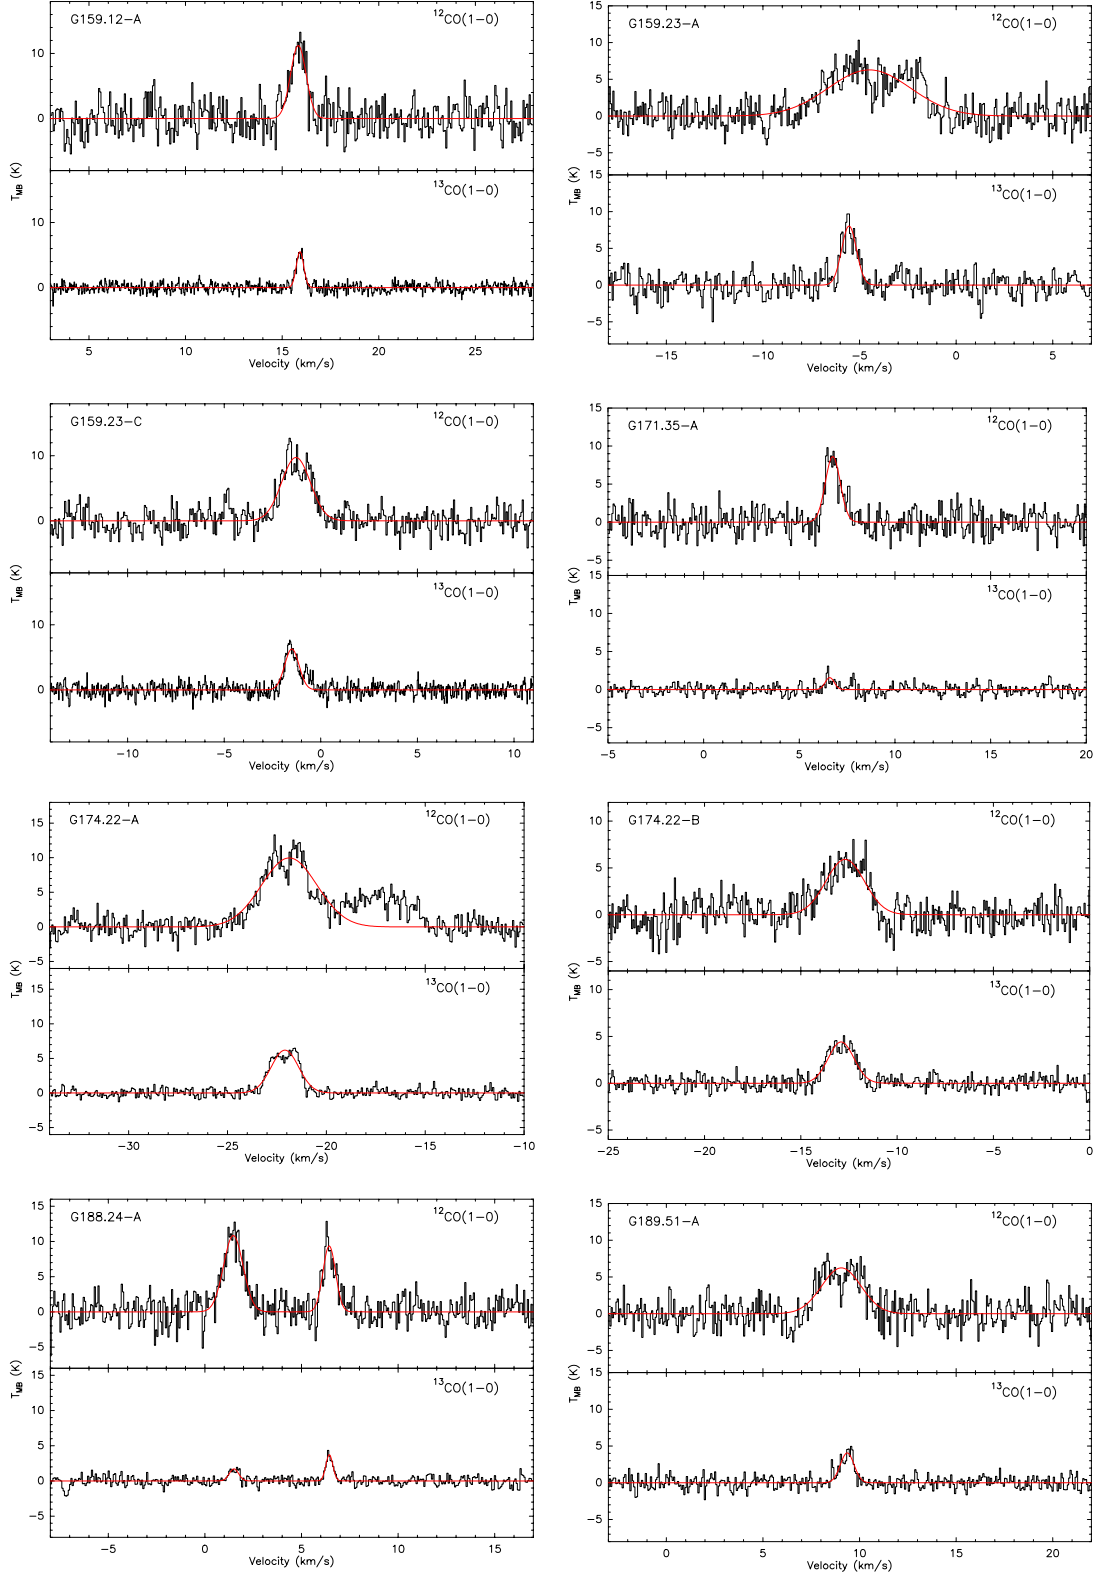 G159.12-A
¹²CO(1-0)
10
0
T_MB (K)
¹³CO(1-0)
10
0
5 10 15 20 25
Velocity (km/s)
G159.23-A
¹²CO(1-0)
15
10
5
0
-5
T_MB (K)
15
¹³CO(1-0)
10
5
0
-5
-15 -10 -5 0 5
Velocity (km/s)
G159.23-C
¹²CO(1-0)
10
0
T_MB (K)
¹³CO(1-0)
10
0
-10 -5 0 5 10
Velocity (km/s)
G171.35-A
¹²CO(1-0)
15
10
5
0
-5
T_MB (K)
15
¹³CO(1-0)
10
5
0
-5
-5 0 5 10 15 20
Velocity (km/s)
G174.22-A
¹²CO(1-0)
15
10
5
0
-5
T_MB (K)
¹³CO(1-0)
15
10
5
0
-5
-30 -25 -20 -15 -10
Velocity (km/s)
G174.22-B
¹²CO(1-0)
10
5
0
-5
T_MB (K)
¹³CO(1-0)
10
5
0
-5
-25 -20 -15 -10 -5 0
Velocity (km/s)
G188.24-A
¹²CO(1-0)
15
10
5
0
-5
T_MB (K)
¹³CO(1-0)
15
10
5
0
-5
-5 0 5 10 15
Velocity (km/s)
G189.51-A
¹²CO(1-0)
15
10
5
0
-5
T_MB (K)
15
¹³CO(1-0)
10
5
0
-5
0 5 10 15 20
Velocity (km/s)